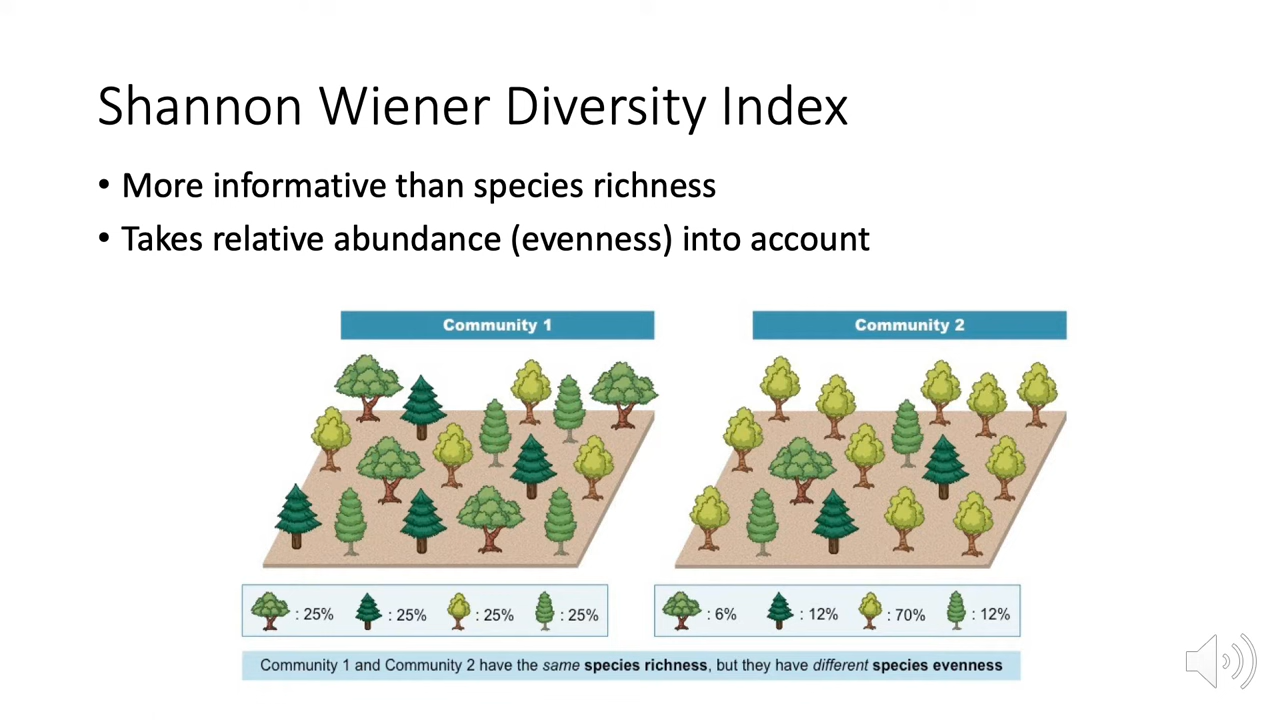 Shannon Wiener Diversity Index
• More informative than species richness
• Takes relative abundance (evenness) into account
Community 1
Community 2
: 25% : 25% : 25% : 25%
: 6% : 12% : 70% : 12%
Community 1 and Community 2 have the same species richness, but they have different species evenness